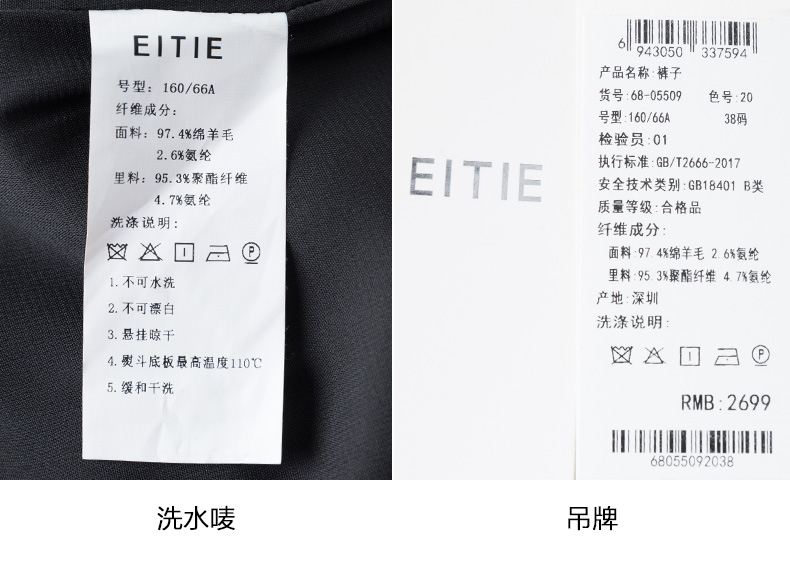 EITIE
号型: 160/66A
纤维成分:
面料: 97.4%绵羊毛
2.6%氨纶
里料: 95.3%聚酯纤维
4.7%氨纶
洗涤说明:
P
1.不可水洗
2.不可漂白
3.悬挂晾干
4.熨斗底板最高温度110℃
5.缓和干洗
洗水唛
EITIE
6 943050 337594
产品名称:裤子
货号:68-05509 色号:20
号型:160/66A 38码
检验员:01
执行标准:GB/T2666-2017
安全技术类别:GB18401 B类
质量等级:合格品
纤维成分:
面料:97.4%绵羊毛 2.6%氨纶
里料:95.3%聚酯纤维 4.7%氨纶
产地:深圳
洗涤说明:
P
RMB:2699
68055092038
吊牌